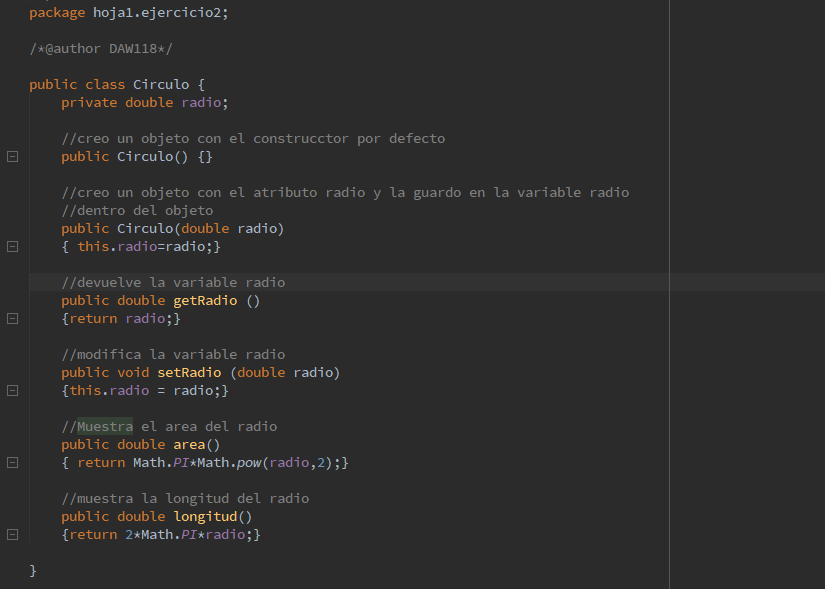 package hoja1.ejercicio2;
/*@author DAW118*/
public class Circulo {
private double radio;
//creo un objeto con el construcctor por defecto
public Circulo() {}
//creo un objeto con el atributo radio y la guardo en la variable radio
//dentro del objeto
public Circulo(double radio)
{ this.radio=radio;}
//devuelve la variable radio
public double getRadio ()
{return radio;}
//modifica la variable radio
public void setRadio (double radio)
{this.radio = radio;}
//Muestra el area del radio
public double area()
{ return Math.PI*Math.pow(radio,2);}
//muestra la longitud del radio
public double longitud()
{return 2*Math.PI*radio;}
}